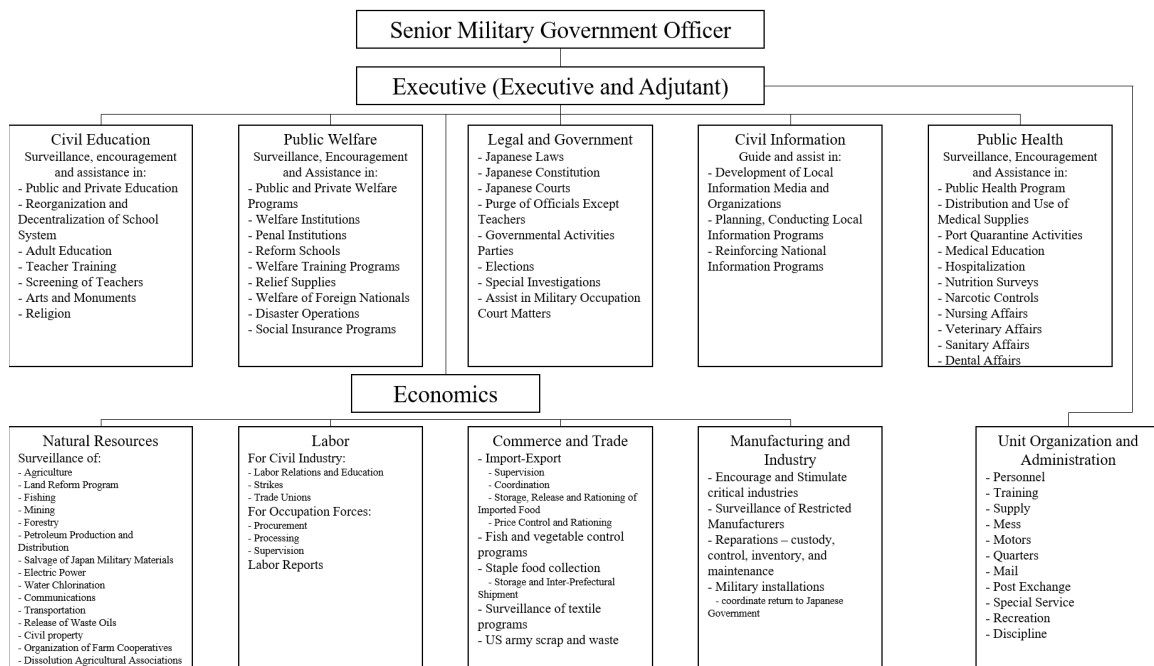 Senior Military Government Officer
Executive (Executive and Adjutant)
Civil Education
Surveillance, encouragement
and assistance in:
- Public and Private Education
- Reorganization and
Decentralization of School
System
- Adult Education
- Teacher Training
- Screening of Teachers
- Arts and Monuments
- Religion
Public Welfare
Surveillance, Encouragement
and Assistance in:
- Public and Private Welfare
Programs
- Welfare Institutions
- Penal Institutions
- Reform Schools
- Welfare Training Programs
- Relief Supplies
- Welfare of Foreign Nationals
- Disaster Operations
- Social Insurance Programs
Legal and Government
- Japanese Laws
- Japanese Constitution
- Japanese Courts
- Purge of Officials Except
Teachers
- Governmental Activities
Parties
- Elections
- Special Investigations
- Assist in Military Occupation
Court Matters
Civil Information
Guide and assist in:
- Development of Local
Information Media and
Organizations
- Planning, Conducting Local
Information Programs
- Reinforcing National
Information Programs
Public Health
Surveillance, Encouragement
and Assistance in:
- Public Health Program
- Distribution and Use of
Medical Supplies
- Port Quarantine Activities
- Medical Education
- Hospitalization
- Nutrition Surveys
- Narcotic Controls
- Nursing Affairs
- Veterinary Affairs
- Sanitary Affairs
- Dental Affairs
Economics
Natural Resources
Surveillance of:
- Agriculture
- Land Reform Program
- Fishing
- Mining
- Forestry
- Petroleum Production and
Distribution
- Salvage of Japan Military Materials
- Electric Power
- Water Chlorination
- Communications
- Transportation
- Release of Waste Oils
- Civil property
- Organization of Farm Cooperatives
- Dissolution Agricultural Associations
Labor
For Civil Industry:
- Labor Relations and Education
- Strikes
- Trade Unions
For Occupation Forces:
- Procurement
- Processing
- Supervision
Labor Reports
Commerce and Trade
- Import-Export
- Supervision
- Coordination
- Storage, Release and Rationing of
Imported Food
- Price Control and Rationing
- Fish and vegetable control
programs
- Staple food collection
- Storage and Inter-Prefectural
Shipment
- Surveillance of textile
programs
- US army scrap and waste
Manufacturing and
Industry
- Encourage and Stimulate
critical industries
- Surveillance of Restricted
Manufacturers
- Reparations – custody,
control, inventory, and
maintenance
- Military installations
- coordinate return to Japanese
Government
Unit Organization and
Administration
- Personnel
- Training
- Supply
- Mess
- Motors
- Quarters
- Mail
- Post Exchange
- Special Service
- Recreation
- Discipline